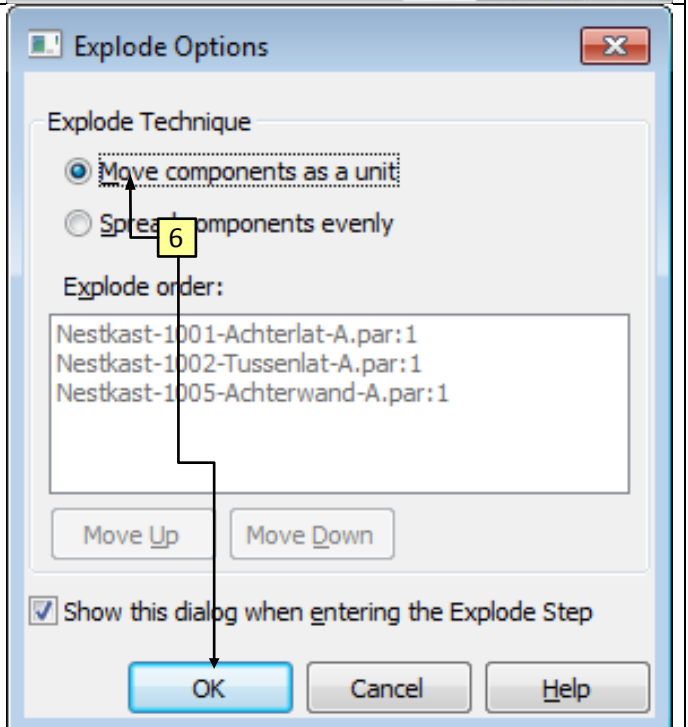 Explode Options
Explode Technique
Move components as a unit
Spread components evenly
6
Explode order:
Nestkast-1001-Achterlat-A.par:1
Nestkast-1002-Tussenlat-A.par:1
Nestkast-1005-Achterwand-A.par:1
Move Up Move Down
Show this dialog when entering the Explode Step
OK Cancel Help